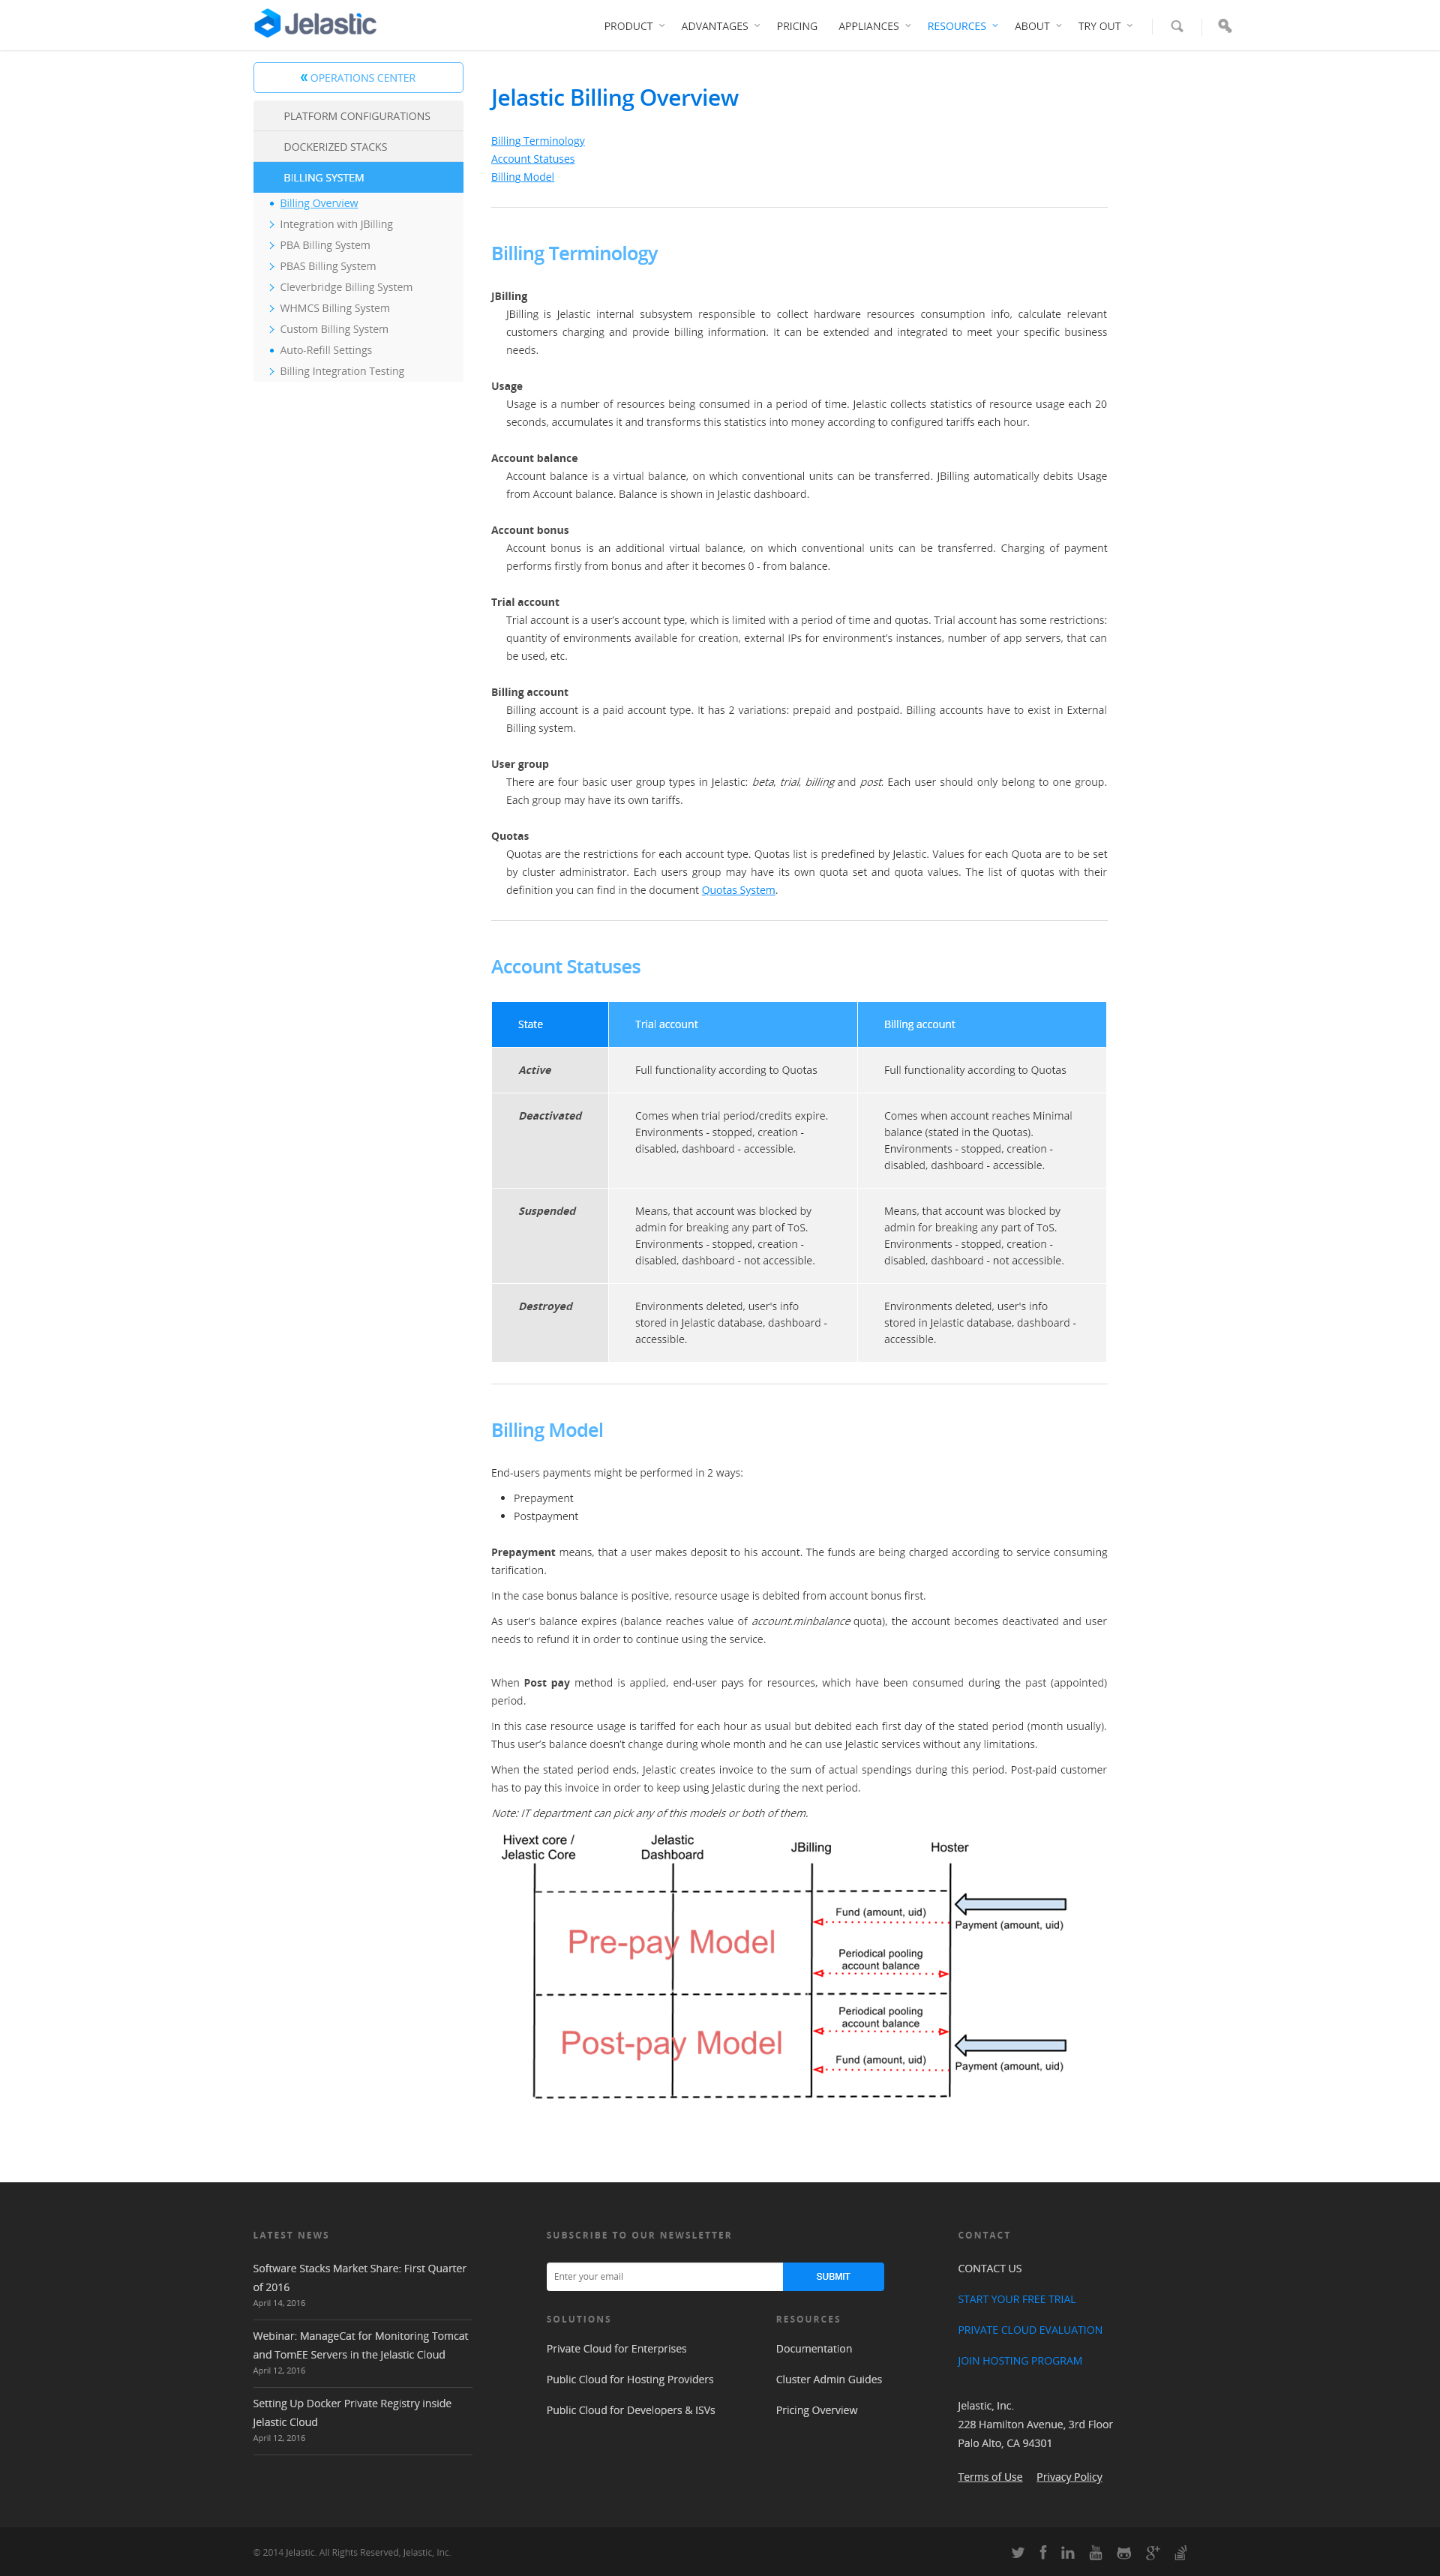 Jelastic
PRODUCT
ADVANTAGES
PRICING
APPLIANCES
RESOURCES
ABOUT
TRY OUT
« OPERATIONS CENTER
PLATFORM CONFIGURATIONS
DOCKERIZED STACKS
BILLING SYSTEM
Billing Overview
Integration with JBilling
PBA Billing System
PBAS Billing System
Cleverbridge Billing System
WHMCS Billing System
Custom Billing System
Auto-Refill Settings
Billing Integration Testing
Jelastic Billing Overview
Billing Terminology
Account Statuses
Billing Model
Billing Terminology
JBilling
JBilling is Jelastic internal subsystem responsible to collect hardware resources consumption info, calculate relevant
customers charging and provide billing information. It can be extended and integrated to meet your specific business
needs.
Usage
Usage is a number of resources being consumed in a period of time. Jelastic collects statistics of resource usage each 20
seconds, accumulates it and transforms this statistics into money according to configured tariffs each hour.
Account balance
Account balance is a virtual balance, on which conventional units can be transferred. JBilling automatically debits Usage
from Account balance. Balance is shown in Jelastic dashboard.
Account bonus
Account bonus is an additional virtual balance, on which conventional units can be transferred. Charging of payment
performs firstly from bonus and after it becomes 0 - from balance.
Trial account
Trial account is a user’s account type, which is limited with a period of time and quotas. Trial account has some restrictions:
quantity of environments available for creation, external IPs for environment’s instances, number of app servers, that can
be used, etc.
Billing account
Billing account is a paid account type. It has 2 variations: prepaid and postpaid. Billing accounts have to exist in External
Billing system.
User group
There are four basic user group types in Jelastic: beta, trial, billing and post. Each user should only belong to one group.
Each group may have its own tariffs.
Quotas
Quotas are the restrictions for each account type. Quotas list is predefined by Jelastic. Values for each Quota are to be set
by cluster administrator. Each users group may have its own quota set and quota values. The list of quotas with their
definition you can find in the document Quotas System.
Account Statuses
State
Trial account
Billing account
Active
Full functionality according to Quotas
Full functionality according to Quotas
Deactivated
Comes when trial period/credits expire.
Environments - stopped, creation -
disabled, dashboard - accessible.
Comes when account reaches Minimal
balance (stated in the Quotas).
Environments - stopped, creation -
disabled, dashboard - accessible.
Suspended
Means, that account was blocked by
admin for breaking any part of ToS.
Environments - stopped, creation -
disabled, dashboard - not accessible.
Means, that account was blocked by
admin for breaking any part of ToS.
Environments - stopped, creation -
disabled, dashboard - not accessible.
Destroyed
Environments deleted, user's info
stored in Jelastic database, dashboard -
accessible.
Environments deleted, user's info
stored in Jelastic database, dashboard -
accessible.
Billing Model
End-users payments might be performed in 2 ways:
• Prepayment
• Postpayment
Prepayment means, that a user makes deposit to his account. The funds are being charged according to service consuming
tarification.
In the case bonus balance is positive, resource usage is debited from account bonus first.
As user's balance expires (balance reaches value of account.minbalance quota), the account becomes deactivated and user
needs to refund it in order to continue using the service.
When Post pay method is applied, end-user pays for resources, which have been consumed during the past (appointed)
period.
In this case resource usage is tariffed for each hour as usual but debited each first day of the stated period (month usually).
Thus user’s balance doesn’t change during whole month and he can use Jelastic services without any limitations.
When the stated period ends, Jelastic creates invoice to the sum of actual spendings during this period. Post-paid customer
has to pay this invoice in order to keep using Jelastic during the next period.
Note: IT department can pick any of this models or both of them.
Hivext core /
Jelastic Core
Jelastic
Dashboard
JBilling
Hoster
Pre-pay Model
Fund (amount, uid)
Payment (amount, uid)
Periodical pooling
account balance
Post-pay Model
Periodical pooling
account balance
Fund (amount, uid)
Payment (amount, uid)
LATEST NEWS
Software Stacks Market Share: First Quarter
of 2016
April 14, 2016
Webinar: ManageCat for Monitoring Tomcat
and TomEE Servers in the Jelastic Cloud
April 12, 2016
Setting Up Docker Private Registry inside
Jelastic Cloud
April 12, 2016
SUBSCRIBE TO OUR NEWSLETTER
Enter your email
SUBMIT
SOLUTIONS
Private Cloud for Enterprises
Public Cloud for Hosting Providers
Public Cloud for Developers & ISVs
RESOURCES
Documentation
Cluster Admin Guides
Pricing Overview
CONTACT
CONTACT US
START YOUR FREE TRIAL
PRIVATE CLOUD EVALUATION
JOIN HOSTING PROGRAM
Jelastic, Inc.
228 Hamilton Avenue, 3rd Floor
Palo Alto, CA 94301
Terms of Use
Privacy Policy
© 2014 Jelastic. All Rights Reserved, Jelastic, Inc.